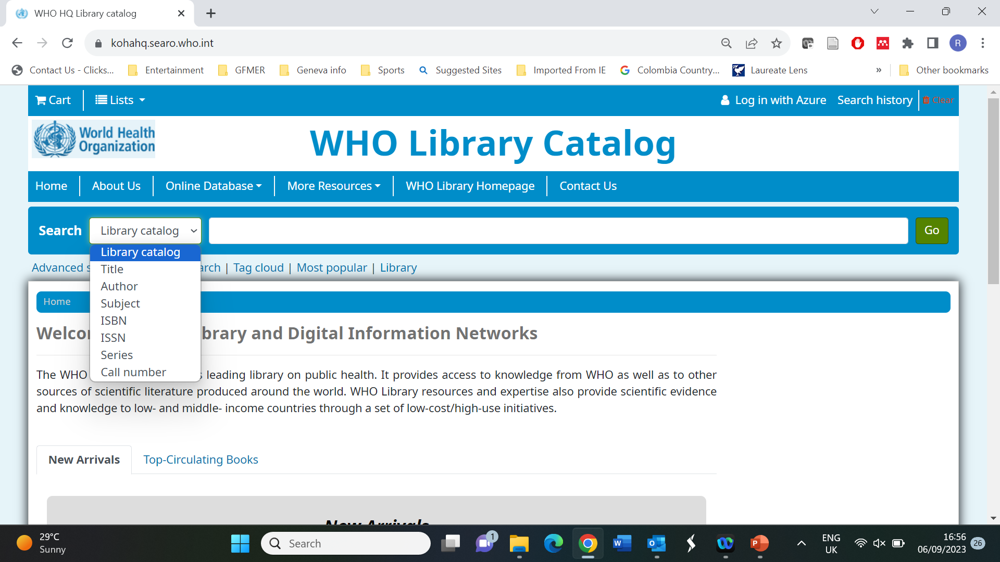 WHO HQ Library catalog
kohahq.searo.who.int
R
Contact Us - Clicks... Entertainment GFMER Geneva info Sports Suggested Sites Imported From IE Colombia Country... Laureate Lens » Other bookmarks
Cart Lists Log in with Azure Search history Clear
World Health
Organization
WHO Library Catalog
Home About Us Online Database More Resources WHO Library Homepage Contact Us
Search Library catalog Go
Library catalog
Title
Author
Subject
ISBN
ISSN
Series
Call number
Advanced s arch | Tag cloud | Most popular | Library
Home
Welco brary and Digital Information Networks
The WHO s leading library on public health. It provides access to knowledge from WHO as well as to other
sources of scientific literature produced around the world. WHO Library resources and expertise also provide scientific evidence
and knowledge to low- and middle- income countries through a set of low-cost/high-use initiatives.
New Arrivals Top-Circulating Books
New Arrivals
29°C
Sunny
Search
1
ENG
UK
16:56
06/09/2023
26